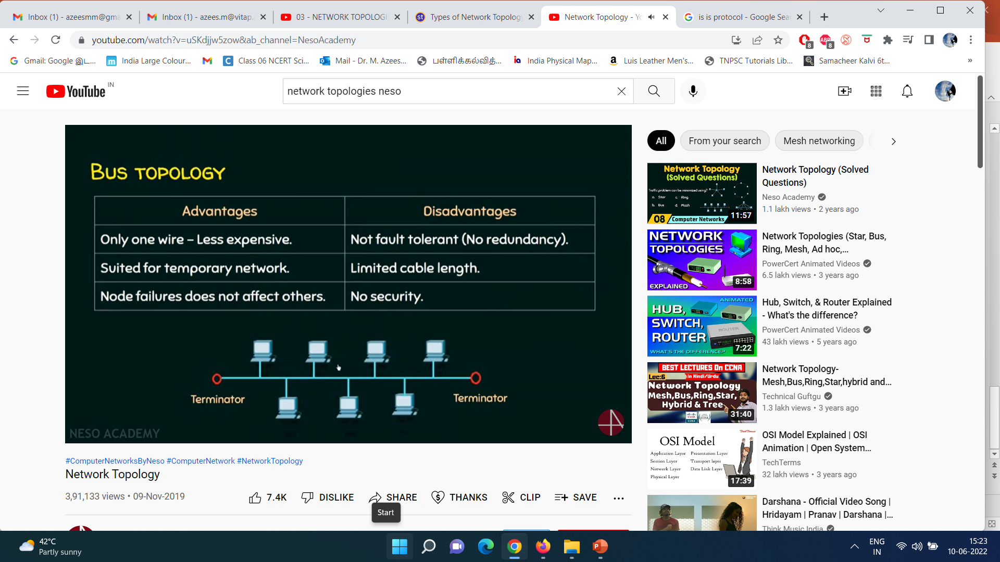 Inbox (1) - azeesmm@gma
Inbox (1) - azees.m@vitap.
03 - NETWORK TOPOLOGI
Types of Network Topology
Network Topology - Yo
is is protocol - Google Sea
youtube.com/watch?v=uSKdjjw5zow&ab_channel=NesoAcademy
8
8
Gmail: Google இட...
India Large Colour...
Class 06 NCERT Sci...
Mail - Dr. M. Azees...
பள்ளிக்கல்வித்...
India Physical Map...
Luis Leather Men's...
TNPSC Tutorials Lib...
Samacheer Kalvi 6t...
YouTube IN
network topologies neso
BUS TOPOLOGY
Advantages Disadvantages
Only one wire – Less expensive. Not fault tolerant (No redundancy).
Suited for temporary network. Limited cable length.
Node failures does not affect others. No security.
Terminator Terminator
NESO ACADEMY
#ComputerNetworksByNeso #ComputerNetwork #NetworkTopology
Network Topology
3,91,133 views • 09-Nov-2019
7.4K DISLIKE SHARE THANKS CLIP SAVE
Start
All From your search Mesh networking
Network Topology
(Solved Questions)
Traffic problem can be minimized using?
a. Star c. Ring
b. Bus d. Mesh
08 Computer Networks
11:57
Network Topology (Solved
Questions)
Neso Academy
1.1 lakh views • 2 years ago
NETWORK
TOPOLOGIES
EXPLAINED
8:58
Network Topologies (Star, Bus,
Ring, Mesh, Ad hoc,...
PowerCert Animated Videos
6.5 lakh views • 3 years ago
ANIMATED
HUB,
SWITCH,
ROUTER
ROUTER
WHAT'S THE DIFFERENCE?
7:22
Hub, Switch, & Router Explained
- What's the difference?
PowerCert Animated Videos
43 lakh views • 5 years ago
BEST LECTURES On CCNA
Lec:6 In Hindi/Urdu
Network Topology
Mesh,Bus,Ring,Star,
Hybrid & Tree
31:40
Network Topology-
Mesh,Bus,Ring,Star,hybrid and...
Technical Guftgu
1.3 lakh views • 3 years ago
OSI Model
Application Layer Presentation Layer
Session Layer Transport layer
Network Layer Data Link Layer
Physical Layer
17:39
OSI Model Explained | OSI
Animation | Open System...
TechTerms
32 lakh views • 3 years ago
Darshana - Official Video Song |
Hridayam | Pranav | Darshana |...
Think Music India
42°C
Partly sunny
ENG
IN
15:23
10-06-2022